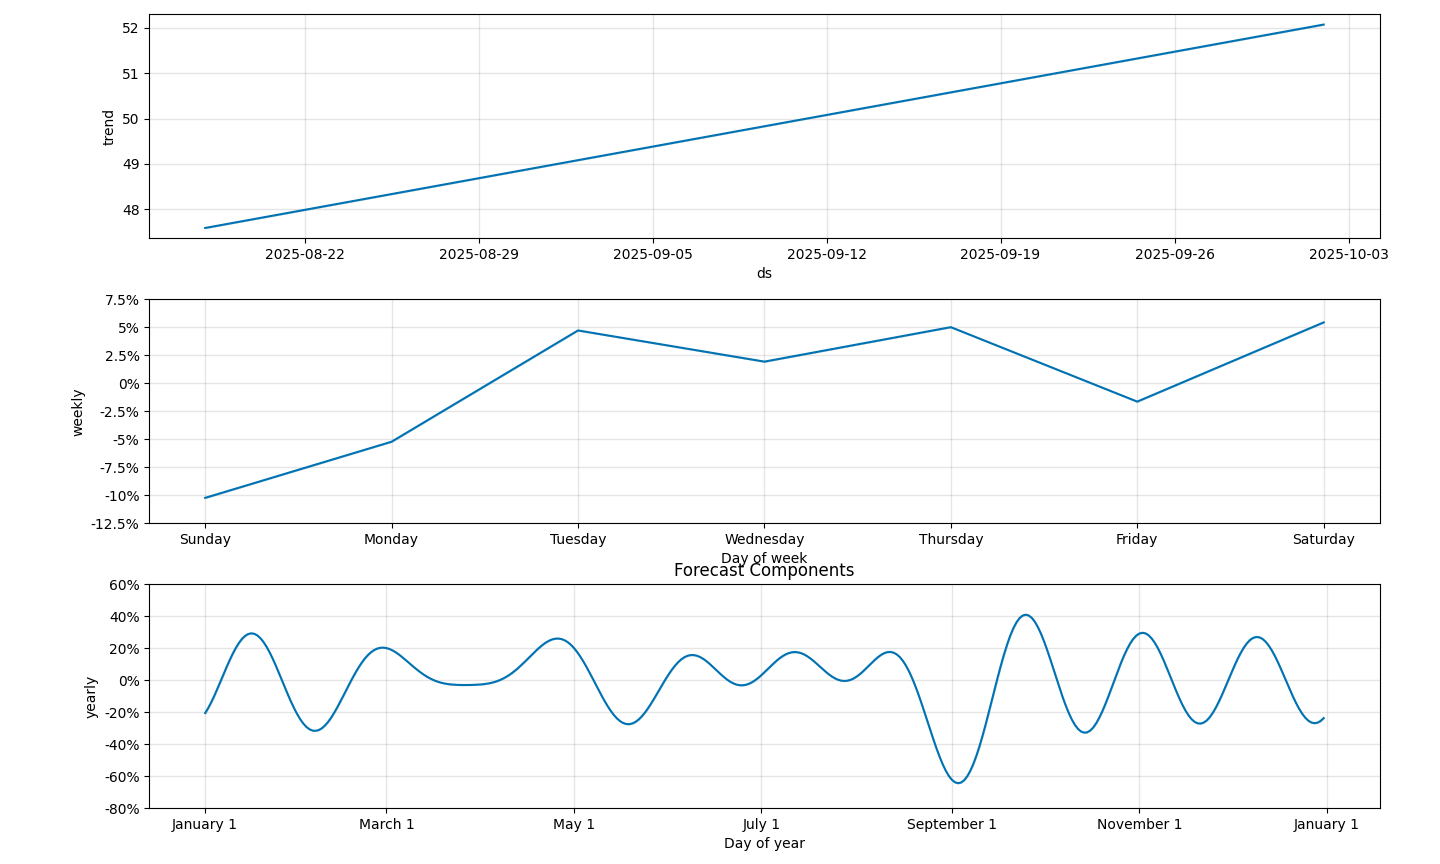 52
51
50
49
48
trend
2025-08-22 2025-08-29 2025-09-05 2025-09-12 2025-09-19 2025-09-26 2025-10-03
ds
7.5%
5%
2.5%
0%
-2.5%
-5%
-7.5%
-10%
-12.5%
weekly
Sunday Monday Tuesday Wednesday Thursday Friday Saturday
Day of week
Forecast Components
60%
40%
20%
0%
-20%
-40%
-60%
-80%
yearly
January 1 March 1 May 1 July 1 September 1 November 1 January 1
Day of year